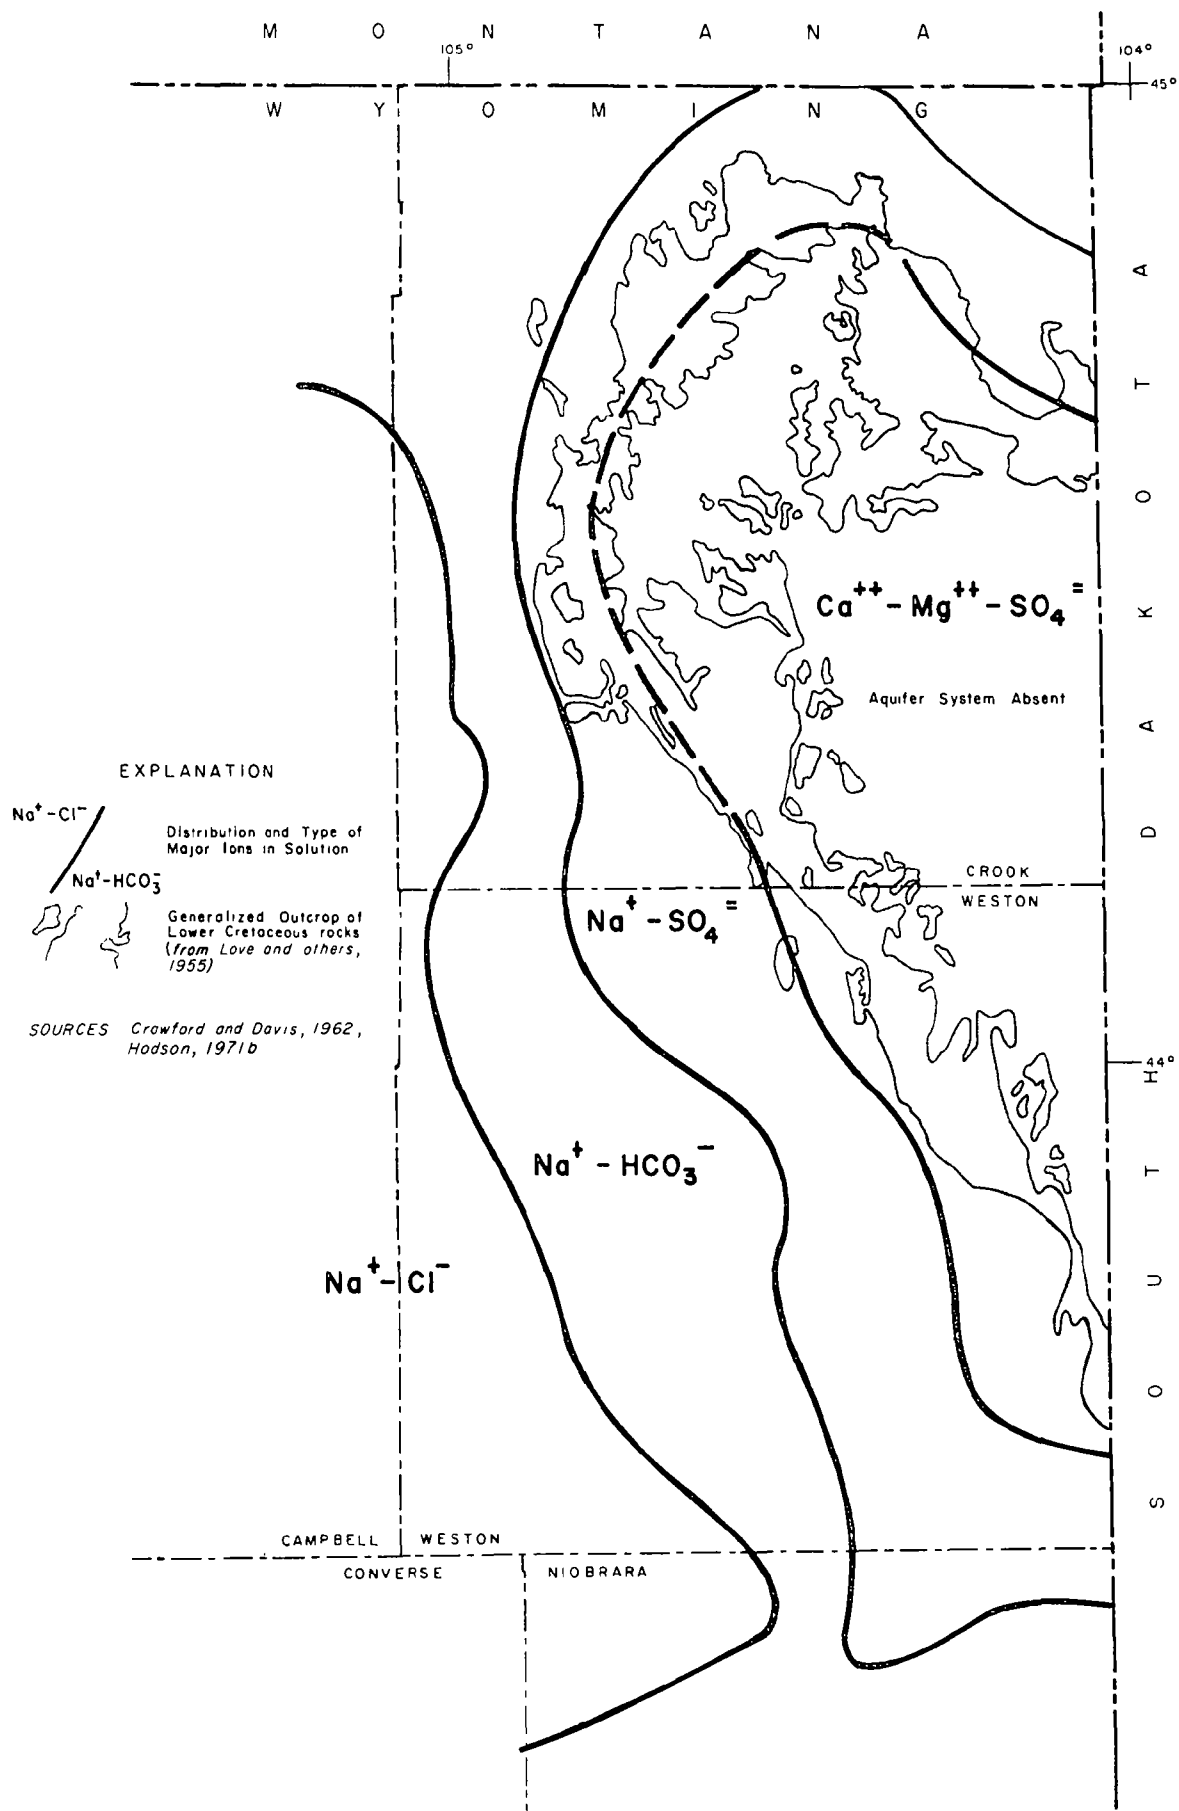 M O N T A N A
105°
104°
45°
W Y O M I N G
S O U T H D A K O T A
Ca++-Mg++-SO4=
Aquifer System Absent
EXPLANATION
Na+-Cl-
Distribution and Type of
Major Ions in Solution
Na+-HCO3-
Generalized Outcrop of
Lower Cretaceous rocks
(from Love and others,
1955)
CROOK
WESTON
Na+-SO4=
SOURCES Crawford and Davis, 1962,
Hodson, 1971b
44°
Na+-HCO3-
Na+-Cl-
CAMPBELL WESTON
CONVERSE NIOBRARA